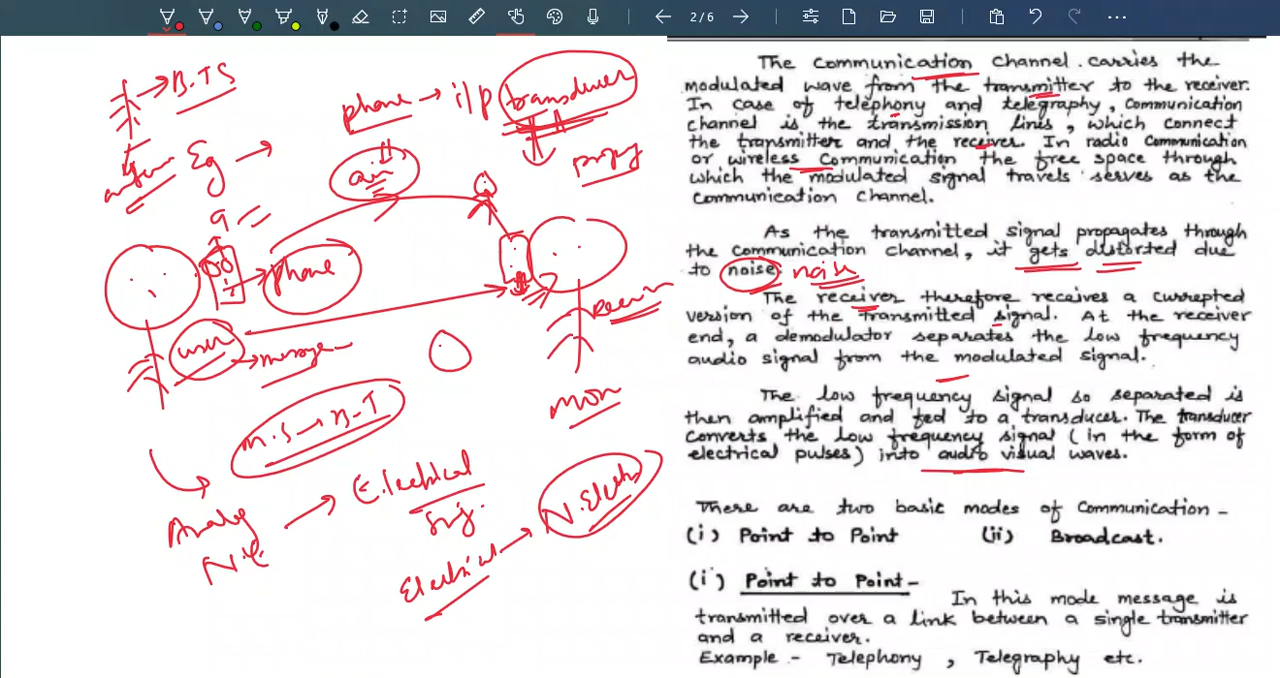 2/6
B.T.S
phone → i/p transducer
Eg →
air
phone
user → message
noise
M.S → B.T
Analog
Electrical
Sig.
Electrical → N. Elect
The Communication Channel carries the
modulated wave from the transmitter to the receiver.
In case of telephony and telegraphy, Communication
channel is the transmission lines, which connect
the transmitter and the receiver. In radio Communication
or wireless Communication the free space through
which the modulated signal travels serves as the
Communication Channel.
As the transmitted signal propagates through
the communication channel, it gets distorted due
to noise.
The receiver therefore receives a currepted
version of the transmitted signal. At the receiver
end, a demodulator separates the low frequency
audio signal from the modulated signal.
The low frequency signal so separated is
then amplified and fed to a transducer. The transducer
converts the low frequency signal (in the form of
electrical pulses) into audio visual waves.
There are two basic modes of Communication-
(i) Point to Point (ii) Broadcast.
(i) Point to Point-
In this mode message is
transmitted over a link between a single transmitter
and a receiver.
Example - Telephony, Telegraphy etc.